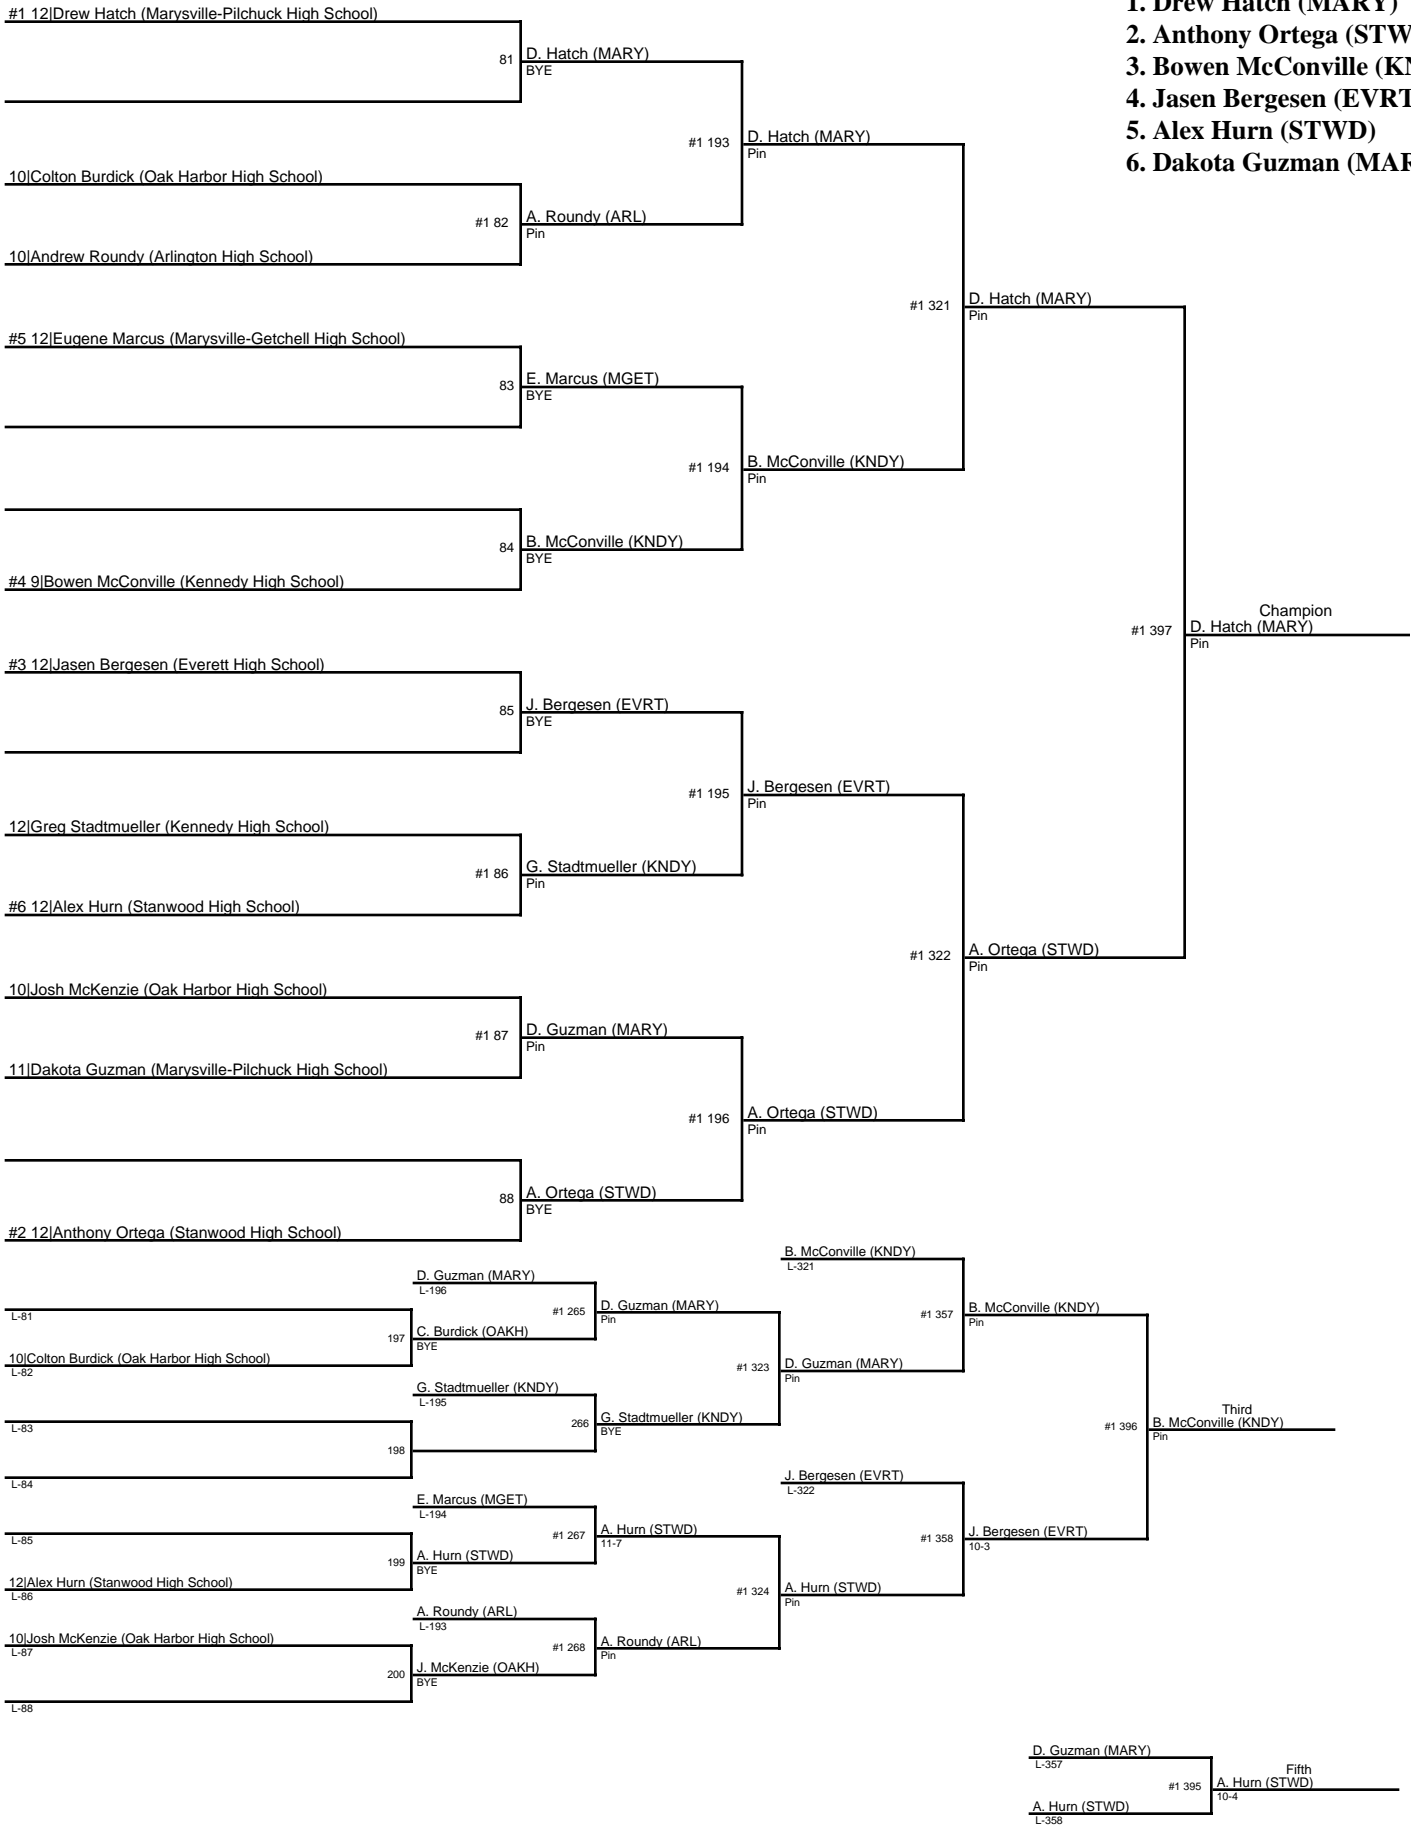 #1 12|Drew Hatch (Marysville-Pilchuck High School)
1. Drew Hatch (MARY)
2. Anthony Ortega (STW
3. Bowen McConville (KN
4. Jasen Bergesen (EVRT
5. Alex Hurn (STWD)
6. Dakota Guzman (MAR
81
D. Hatch (MARY)
BYE
#1 193
D. Hatch (MARY)
Pin
10|Colton Burdick (Oak Harbor High School)
#1 82
A. Roundy (ARL)
Pin
10|Andrew Roundy (Arlington High School)
#1 321
D. Hatch (MARY)
Pin
#5 12|Eugene Marcus (Marysville-Getchell High School)
83
E. Marcus (MGET)
BYE
#1 194
B. McConville (KNDY)
Pin
84
B. McConville (KNDY)
BYE
#4 9|Bowen McConville (Kennedy High School)
Champion
#1 397
D. Hatch (MARY)
Pin
#3 12|Jasen Bergesen (Everett High School)
85
J. Bergesen (EVRT)
BYE
#1 195
J. Bergesen (EVRT)
Pin
12|Greg Stadtmueller (Kennedy High School)
#1 86
G. Stadtmueller (KNDY)
Pin
#6 12|Alex Hurn (Stanwood High School)
#1 322
A. Ortega (STWD)
Pin
10|Josh McKenzie (Oak Harbor High School)
#1 87
D. Guzman (MARY)
Pin
11|Dakota Guzman (Marysville-Pilchuck High School)
#1 196
A. Ortega (STWD)
Pin
88
A. Ortega (STWD)
BYE
#2 12|Anthony Ortega (Stanwood High School)
B. McConville (KNDY)
L-321
D. Guzman (MARY)
L-196
L-81
#1 265
D. Guzman (MARY)
Pin
#1 357
B. McConville (KNDY)
Pin
197
C. Burdick (OAKH)
BYE
10|Colton Burdick (Oak Harbor High School)
L-82
#1 323
D. Guzman (MARY)
Pin
G. Stadtmueller (KNDY)
L-195
L-83
266
G. Stadtmueller (KNDY)
BYE
Third
#1 396
B. McConville (KNDY)
Pin
198
L-84
J. Bergesen (EVRT)
L-322
E. Marcus (MGET)
L-194
L-85
#1 267
A. Hurn (STWD)
11-7
#1 358
J. Bergesen (EVRT)
10-3
199
A. Hurn (STWD)
BYE
12|Alex Hurn (Stanwood High School)
L-86
#1 324
A. Hurn (STWD)
Pin
A. Roundy (ARL)
L-193
10|Josh McKenzie (Oak Harbor High School)
L-87
#1 268
A. Roundy (ARL)
Pin
200
J. McKenzie (OAKH)
BYE
L-88
D. Guzman (MARY)
L-357
Fifth
#1 395
A. Hurn (STWD)
10-4
A. Hurn (STWD)
L-358